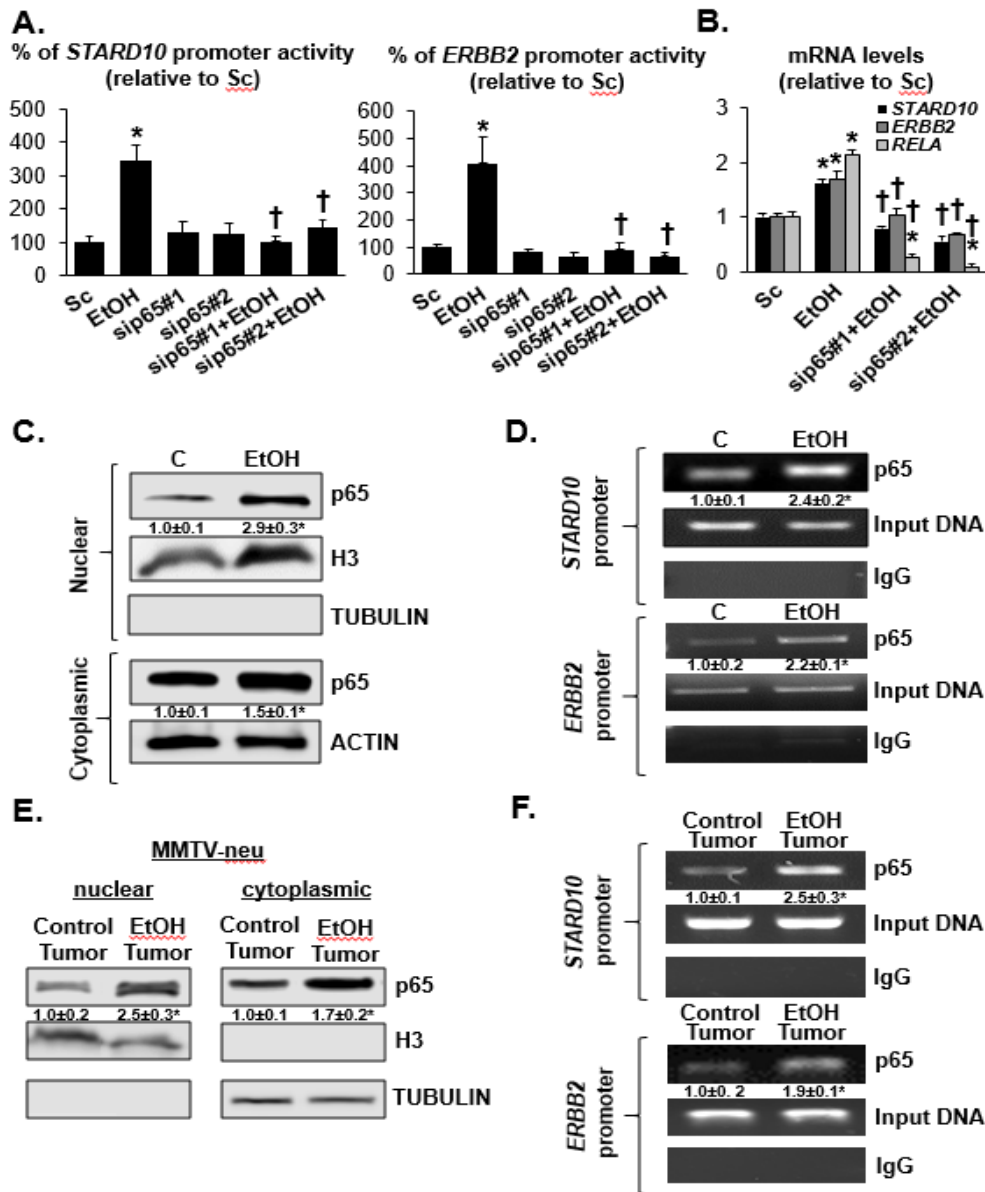 A.
% of STARD10 promoter activity
(relative to Sc)
500
400
300
200
100
0
*
†
†
Sc
EtOH
sip65#1
sip65#2
sip65#1+EtOH
sip65#2+EtOH
% of ERBB2 promoter activity
(relative to Sc)
600
500
400
300
200
100
0
*
†
†
Sc
EtOH
sip65#1
sip65#2
sip65#1+EtOH
sip65#2+EtOH
B.
mRNA levels
(relative to Sc)
3
2
1
0
STARD10
ERBB2
RELA
* * *
† † † *
† † † *
Sc
EtOH
sip65#1+EtOH
sip65#2+EtOH
C.
C EtOH
Nuclear
p65
1.0±0.1 2.9±0.3*
H3
TUBULIN
Cytoplasmic
p65
1.0±0.1 1.5±0.1*
ACTIN
D.
C EtOH
STARD10
promoter
p65
1.0±0.1 2.4±0.2*
Input DNA
IgG
C EtOH
ERBB2
promoter
p65
1.0±0.2 2.2±0.1*
Input DNA
IgG
E.
MMTV-neu
nuclear cytoplasmic
Control EtOH Control EtOH
Tumor Tumor Tumor Tumor
p65
1.0±0.2 2.5±0.3* 1.0±0.1 1.7±0.2*
H3
TUBULIN
F.
Control EtOH
Tumor Tumor
STARD10
promoter
p65
1.0±0.1 2.5±0.3*
Input DNA
IgG
Control EtOH
Tumor Tumor
ERBB2
promoter
p65
1.0±0. 2 1.9±0.1*
Input DNA
IgG